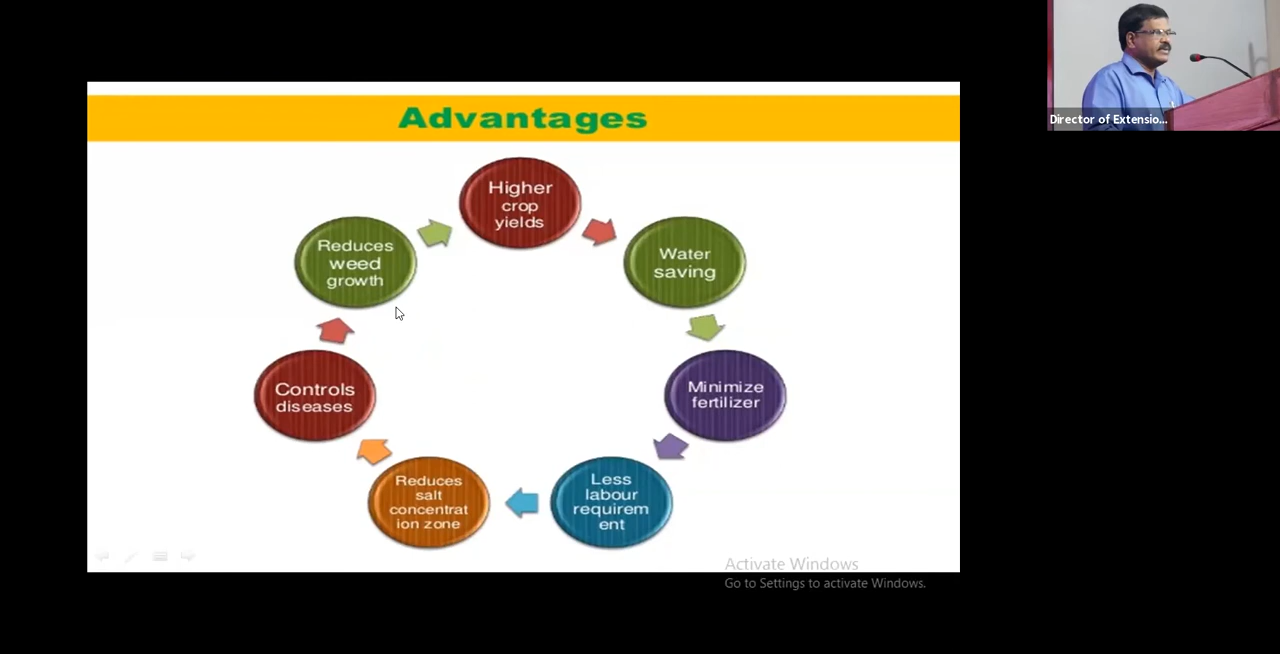 Advantages
Higher
crop
yields
Water
saving
Minimize
fertilizer
Less
labour
requirem
ent
Reduces
salt
concentrat
ion zone
Controls
diseases
Reduces
weed
growth
Director of Extensio...
Activate Windows
Go to Settings to activate Windows.